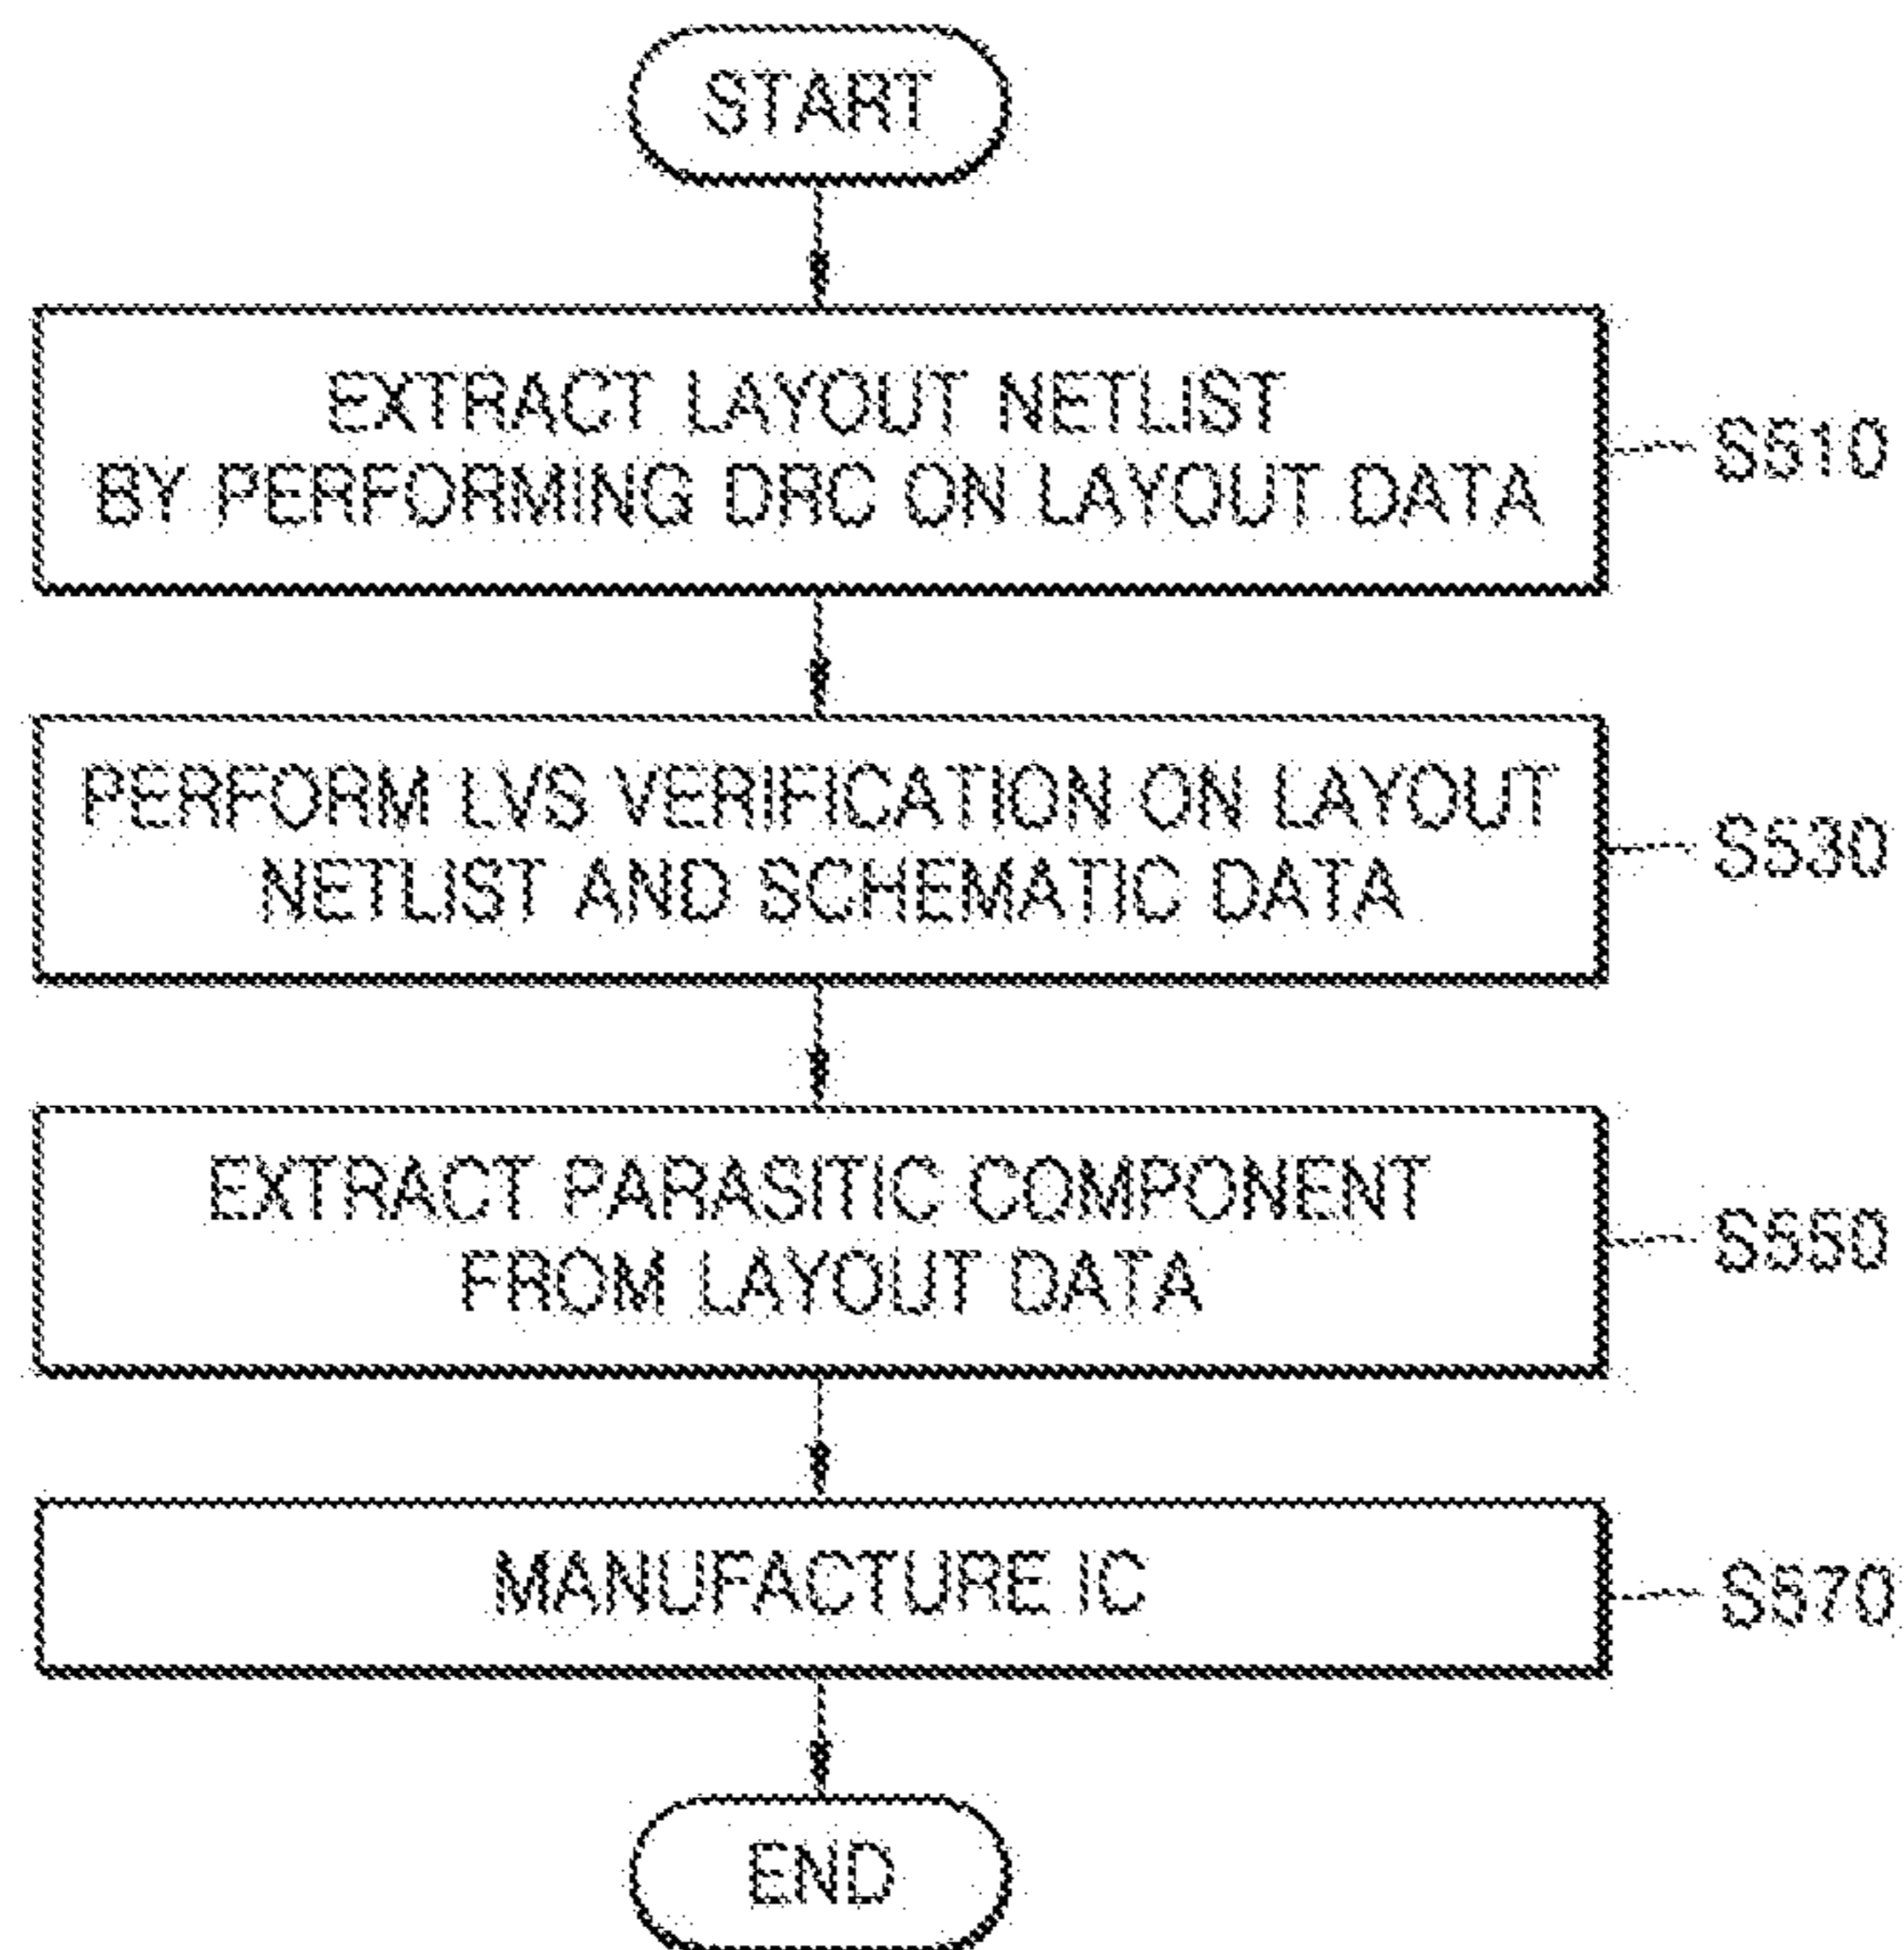 START
EXTRACT LAYOUT NETLIST
BY PERFORMING DRC ON LAYOUT DATA
S510
PERFORM LVS VERIFICATION ON LAYOUT
NETLIST AND SCHEMATIC DATA
S530
EXTRACT PARASITIC COMPONENT
FROM LAYOUT DATA
S550
MANUFACTURE IC
S570
END